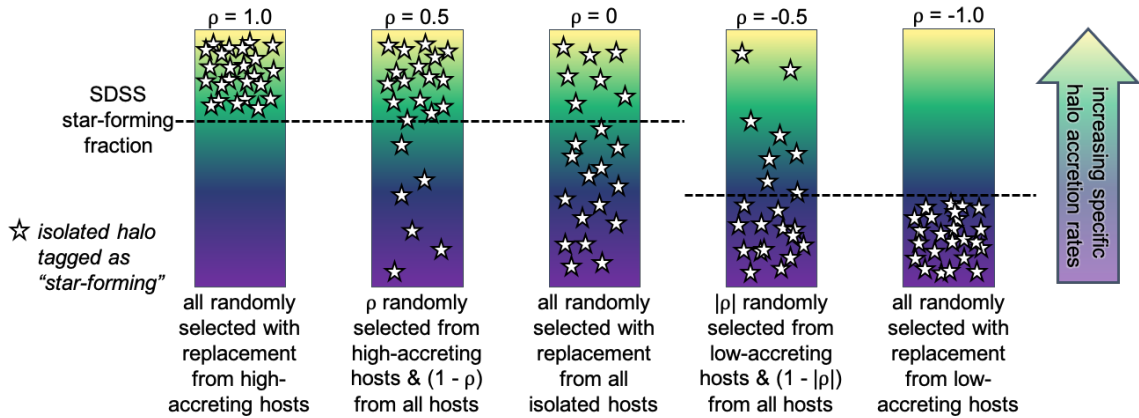 ρ = 1.0
ρ = 0.5
ρ = 0
ρ = -0.5
ρ = -1.0
SDSS
star-forming
fraction
isolated halo
tagged as
“star-forming”
all randomly
selected with
replacement
from high-
accreting hosts
ρ randomly
selected from
high-accreting
hosts & (1 - ρ)
from all hosts
all randomly
selected with
replacement
from all
isolated hosts
|ρ| randomly
selected from
low-accreting
hosts & (1 - |ρ|)
from all hosts
all randomly
selected with
replacement
from low-
accreting hosts
increasing specific
halo accretion rates